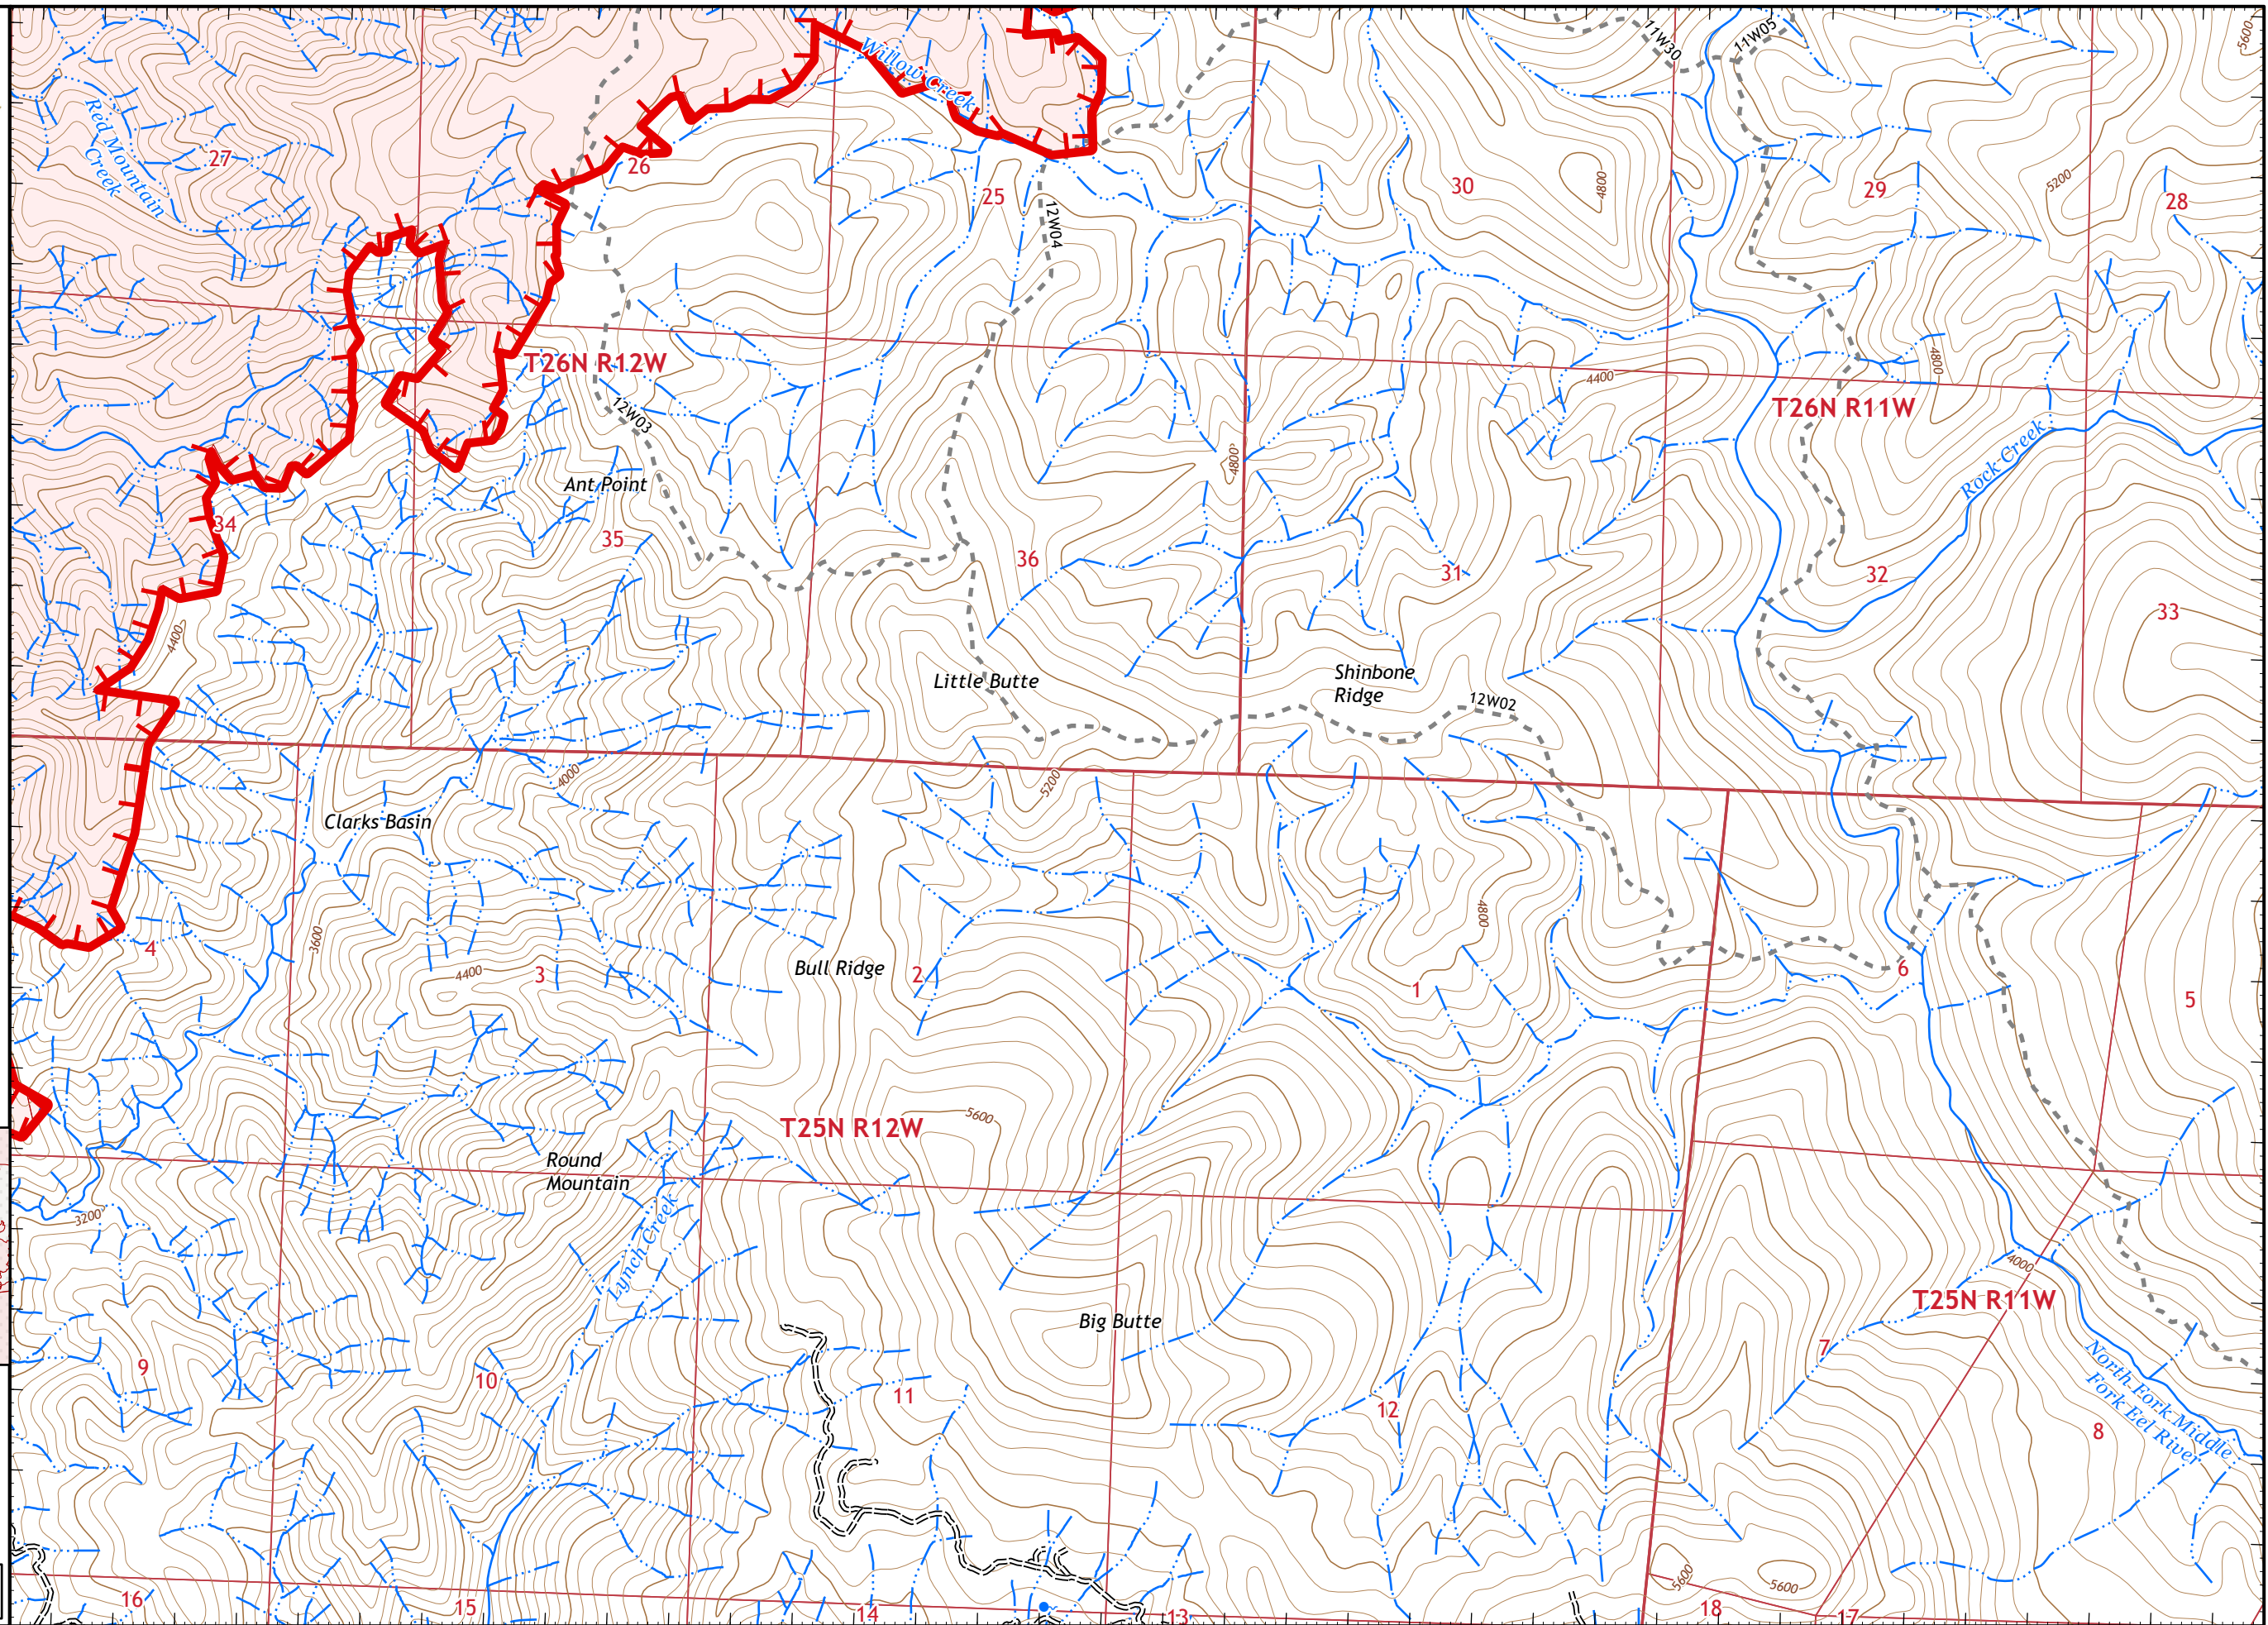 11W30
11W05
5600
Willow Creek
Red Mountain
Creek
27
26
25
30
4800
29
5200
28
12W04
T26N R12W
4400
4800
T26N R11W
12W03
4800
Rock Creek
Ant Point
34
35
36
31
32
33
4400
Little Butte
Shinbone
Ridge
12W02
4000
5200
Clarks Basin
4800
3600
4
4400
3
Bull Ridge
2
1
6
5
5600
T25N R12W
Round
Mountain
3200
Lynch Creek
4000
T25N R11W
Big Butte
7
North Fork Middle
Fork Eel River
9
10
11
12
8
5600
5600
16
15
14
13
18
17